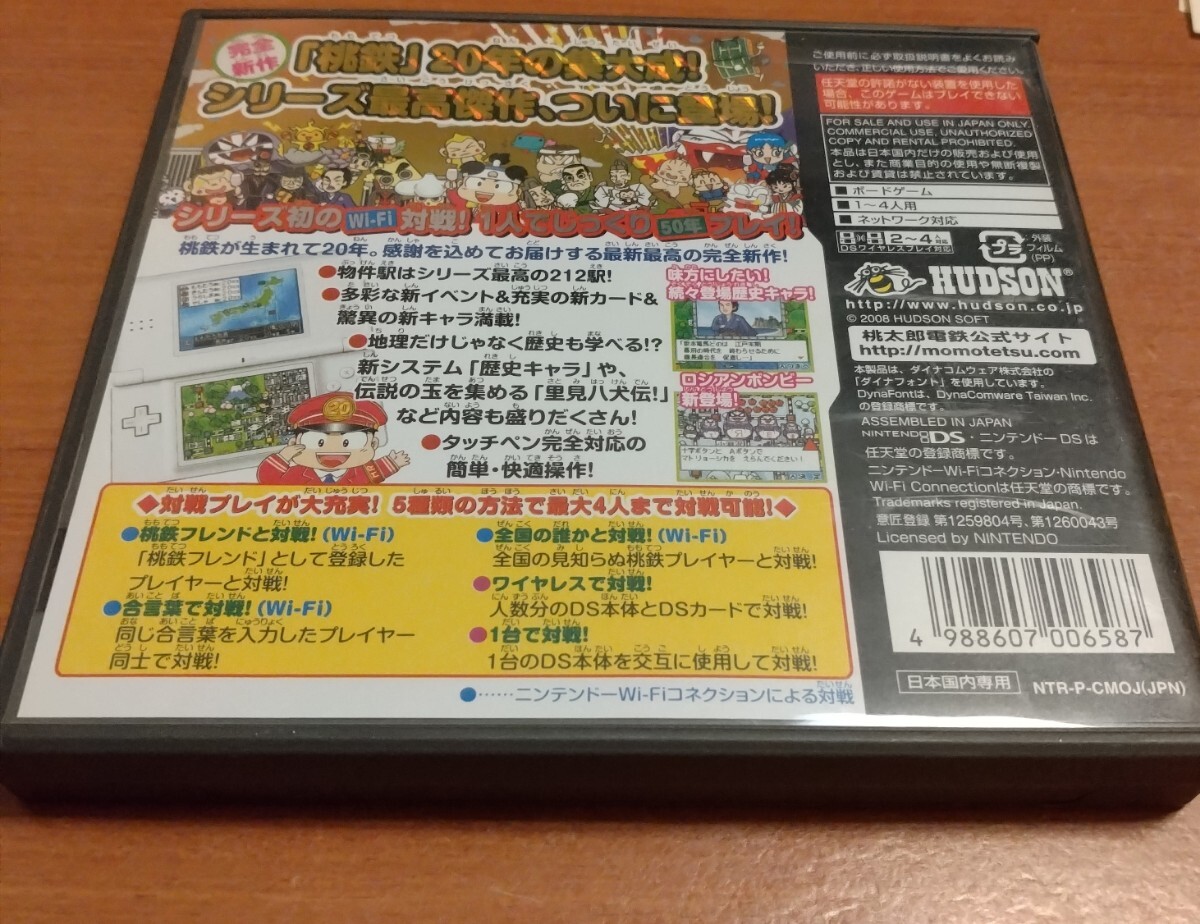 完全
新作
「桃鉄」20年の集大成!
シリーズ最高傑作、ついに登場!
シリーズ初のWi-Fi対戦!1人でじっくり50年プレイ!
桃鉄が生まれて20年。感謝を込めてお届けする最新最高の完全新作!
●物件駅はシリーズ最高の212駅!
●多彩な新イベント&充実の新カード&
驚異の新キャラ満載!
●地理だけじゃなく歴史も学べる!?
新システム「歴史キャラ」や、
伝説の玉を集める「里見八犬伝!」
など内容も盛りだくさん!
●タッチペン完全対応の
簡単・快適操作!
20
味方にしたい!
続々登場歴史キャラ!
ロシアンボンビー
新登場!
十字ボタンと Aボタンで
マトリョーシカを えらんでください!
◆対戦プレイが大充実!5種類の方法で最大4人まで対戦可能!◆
●桃鉄フレンドと対戦!(Wi-Fi)
「桃鉄フレンド」として登録した
プレイヤーと対戦!
●合言葉で対戦!(Wi-Fi)
同じ合言葉を入力したプレイヤー
同士で対戦!
●全国の誰かと対戦!(Wi-Fi)
全国の見知らぬ桃鉄プレイヤーと対戦!
●ワイヤレスで対戦!
人数分のDS本体とDSカードで対戦!
●1台で対戦!
1台のDS本体を交互に使用して対戦!
●……ニンテンドーWi-Fiコネクションによる対戦
ご使用前に必ず取扱説明書をよくお読み
いただき、正しい使用方法でご愛用ください。
任天堂の許諾がない装置を使用した
場合、このゲームはプレイできない
可能性があります。
FOR SALE AND USE IN JAPAN ONLY.
COMMERCIAL USE, UNAUTHORIZED
COPY AND RENTAL PROHIBITED.
本品は日本国内だけの販売および使用
とし、また商業目的の使用や無断複製
および賃貸は禁止されています。
■ボードゲーム
■1〜4人用
■ネットワーク対応
2〜4人
DSワイヤレスプレイ対応
プラ
外装
フィルム
(PP)
HUDSON®
http://www.hudson.co.jp
© 2008 HUDSON SOFT
桃太郎電鉄公式サイト
http://momotetsu.com
本製品は、ダイナコムウェア株式会社の
「ダイナフォント」を使用しています。
DynaFontは、DynaComware Taiwan Inc.
の登録商標です。
ASSEMBLED IN JAPAN
NINTENDO DS・ニンテンドーDSは
任天堂の登録商標です。
ニンテンドーWi-Fiコネクション・Nintendo
Wi-Fi Connectionは任天堂の商標です。
Trademarks registered in Japan.
意匠登録 第1259804号、第1260043号
Licensed by NINTENDO
4 988607 006587
日本国内専用
NTR-P-CMOJ(JPN)